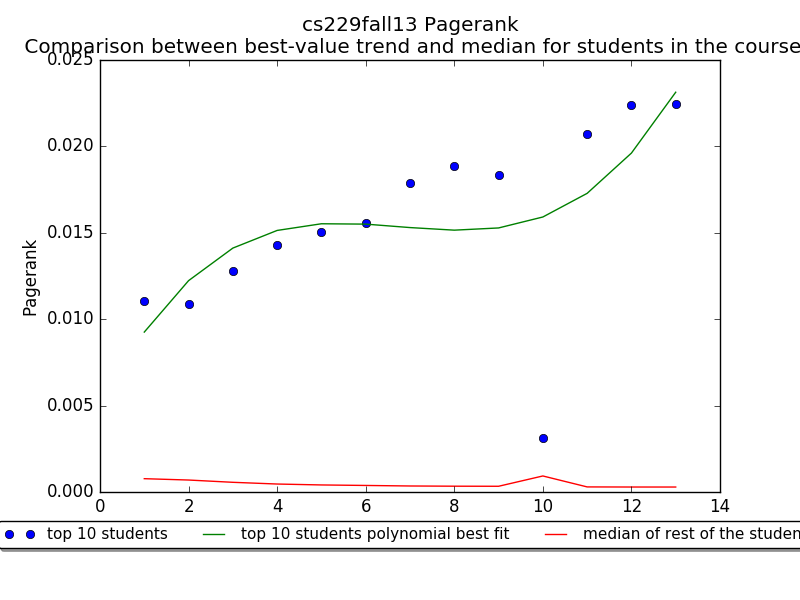 cs229fall13 Pagerank
Comparison between best-value trend and median for students in the course
0.025
0.020
0.015
0.010
0.005
0.000
Pagerank
0 2 4 6 8 10 12 14
top 10 students top 10 students polynomial best fit median of rest of the studen